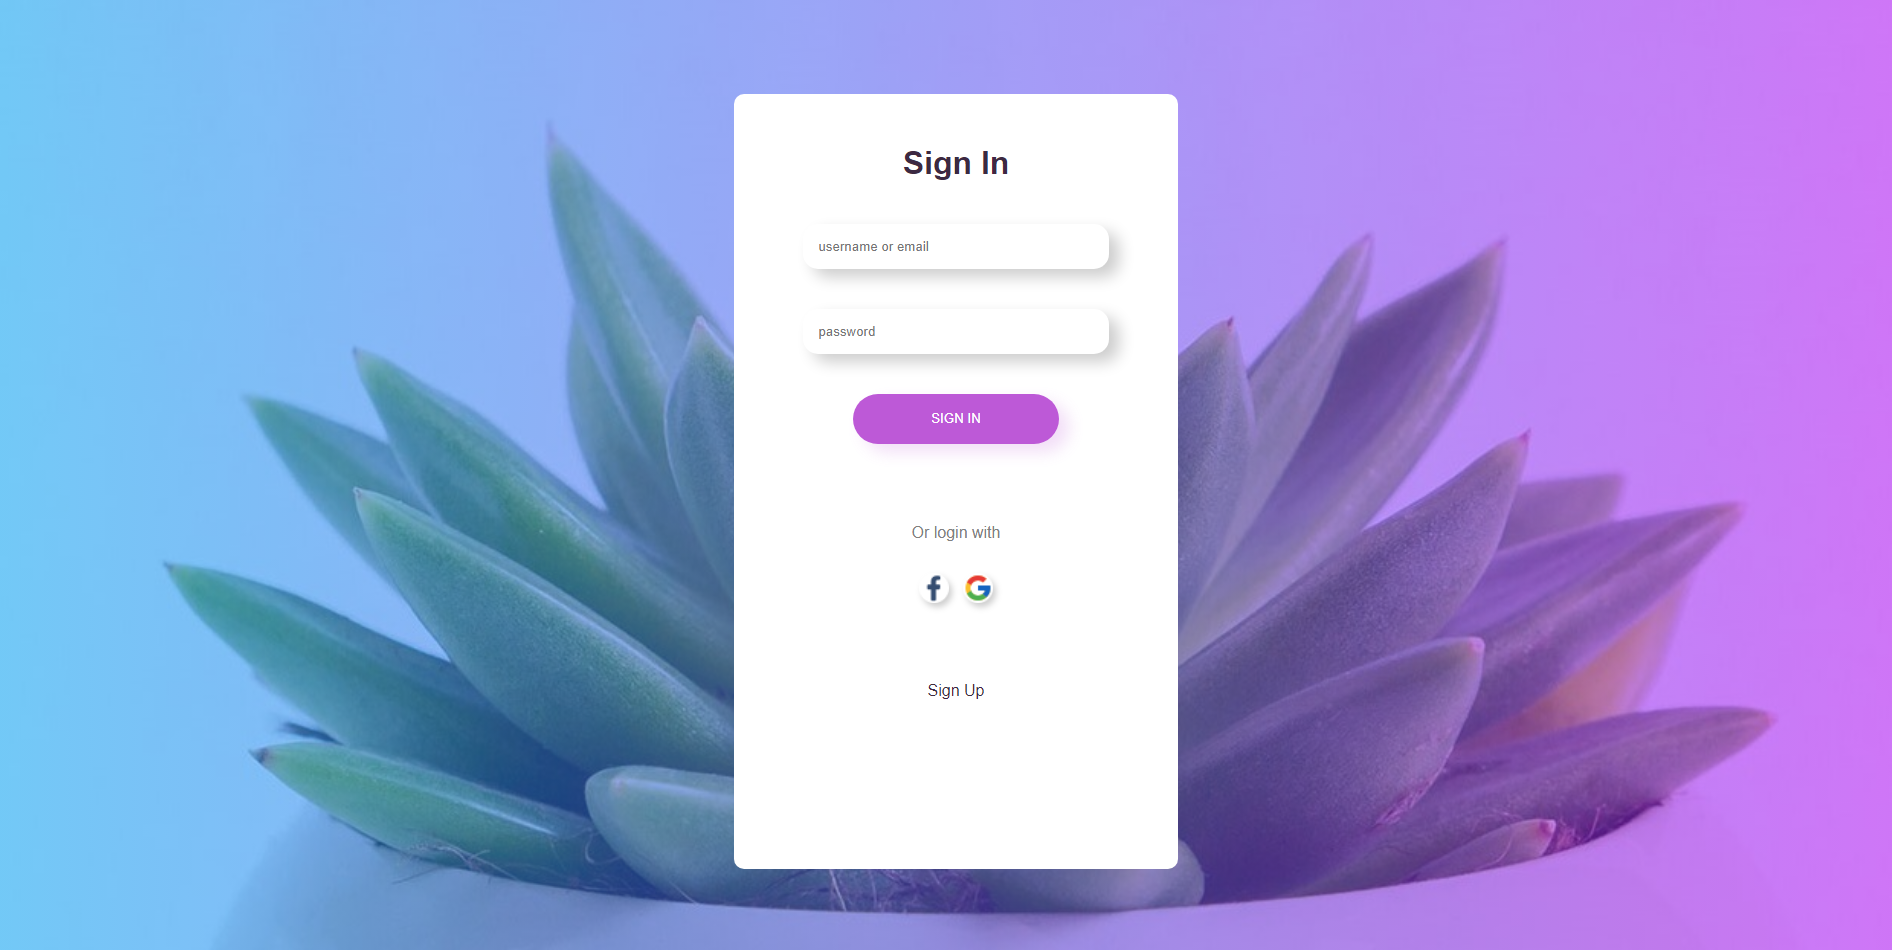 Sign In
username or email
password
SIGN IN
Or login with
Sign Up